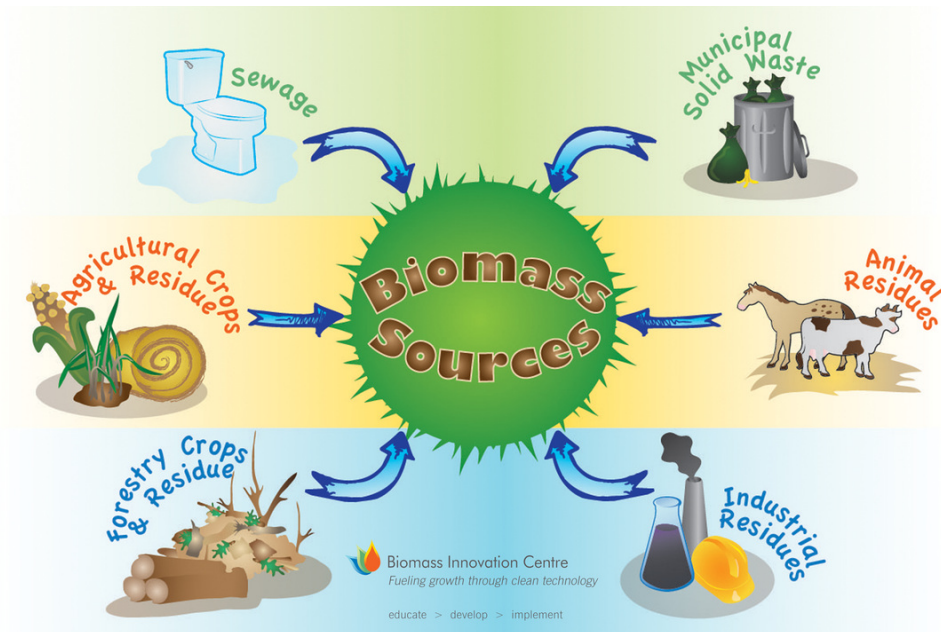 Sewage
Municipal
Solid Waste
Agricultural Crops
& Residue
Biomass
Sources
Animal
Residues
Forestry Crops
& Residue
Industrial
Residues
Biomass Innovation Centre
Fueling growth through clean technology
educate > develop > implement